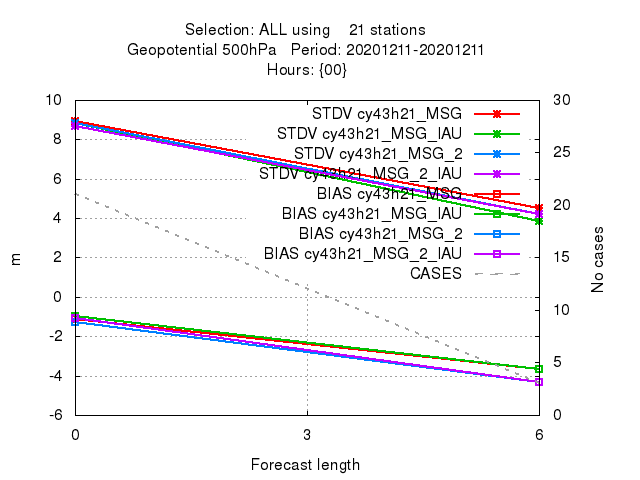 Selection: ALL using    21 stations
Geopotential 500hPa   Period: 20201211-20201211
Hours: {00}
10
8
6
4
2
0
-2
-4
-6
m
30
25
20
15
10
5
0
No cases
STDV cy43h21_MSG
STDV cy43h21_MSG_IAU
STDV cy43h21_MSG_2
STDV cy43h21_MSG_2_IAU
BIAS cy43h21_MSG
BIAS cy43h21_MSG_IAU
BIAS cy43h21_MSG_2
BIAS cy43h21_MSG_2_IAU
CASES
0 3 6
Forecast length